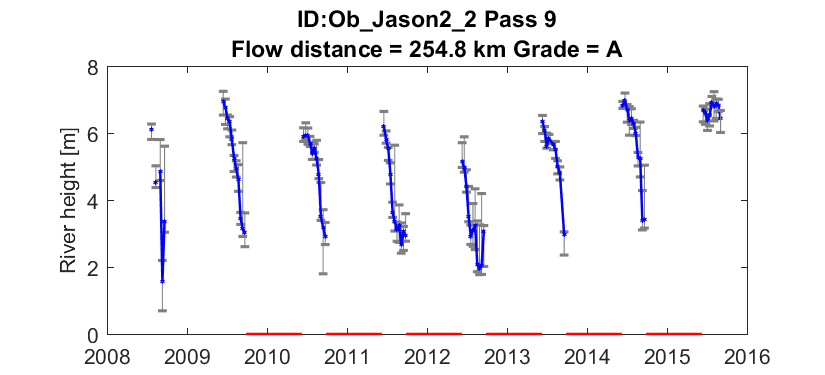 ID:Ob_Jason2_2 Pass 9
Flow distance = 254.8 km Grade = A
River height [m]
8
6
4
2
0
2008 2009 2010 2011 2012 2013 2014 2015 2016